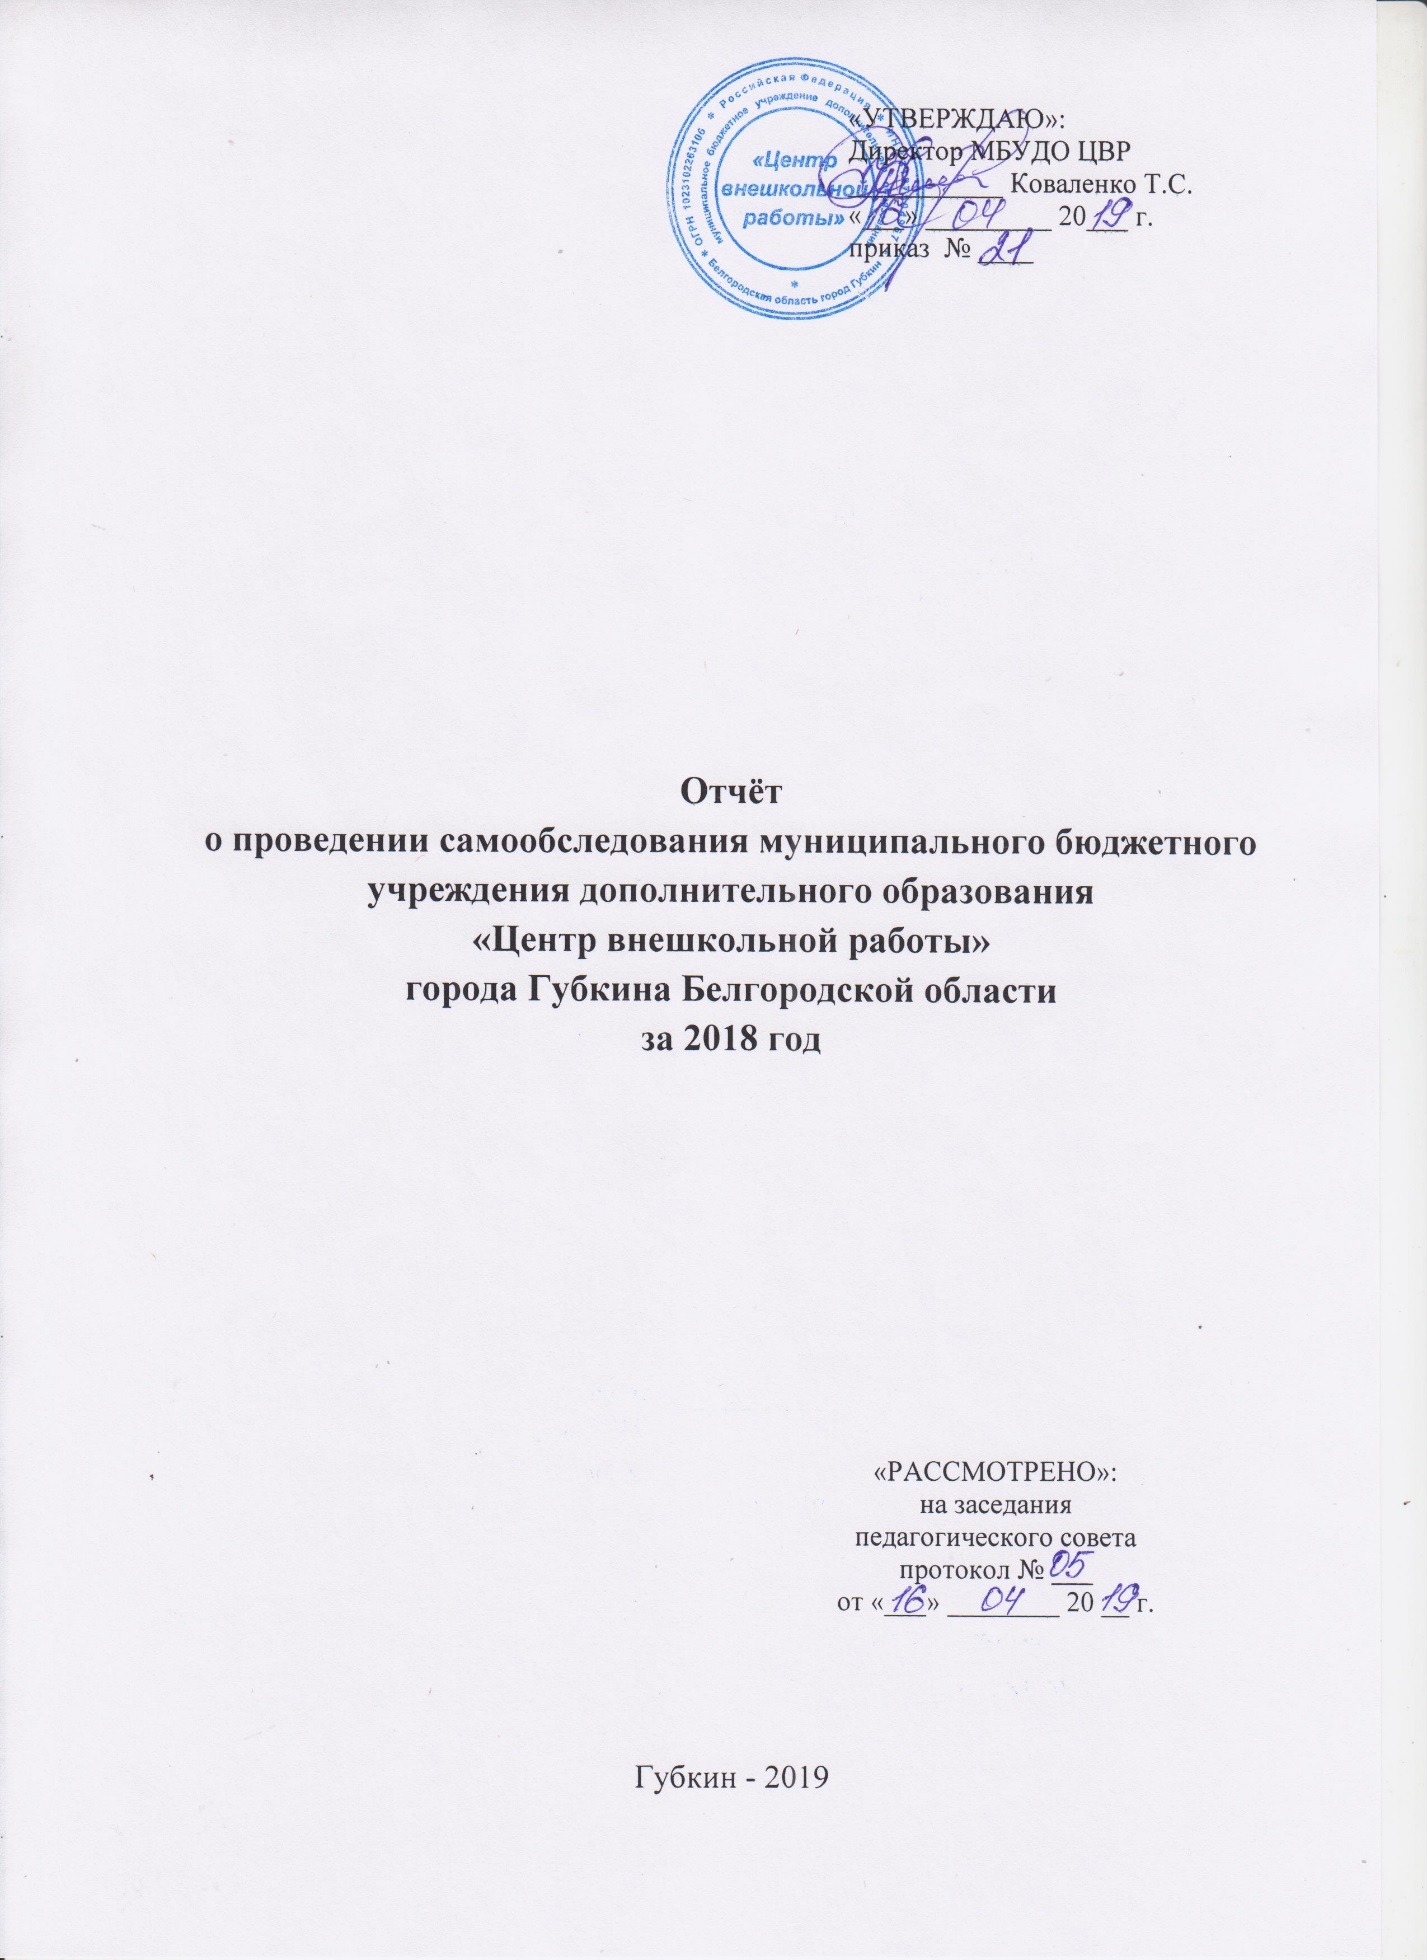 «УТВЕРЖДАЮ»:
Директор МБУДО ЦВР
Коваленко Т.С.
«16» 04 2019 г.
приказ № 21
Российская Федерация
ОГРН 1023102263106
Белгородская область город Губкин
муниципальное бюджетное учреждение
«Центр
внешкольной
работы»
Отчёт
о проведении самообследования муниципального бюджетного
учреждения дополнительного образования
«Центр внешкольной работы»
города Губкина Белгородской области
за 2018 год
«РАССМОТРЕНО»:
на заседания
педагогического совета
протокол № 05
от «16» 04 2019 г.
Губкин - 2019